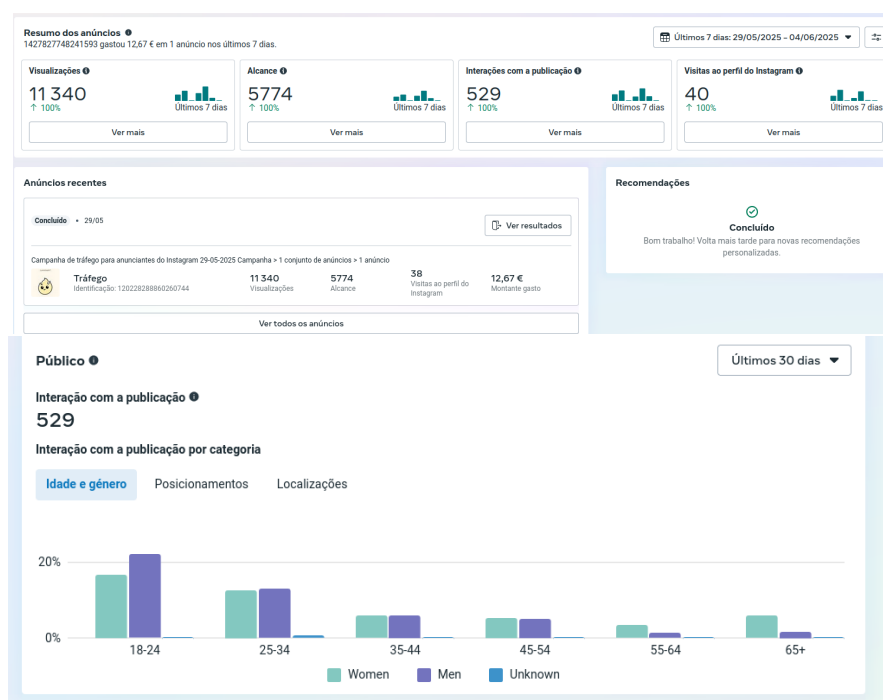 Resumo dos anúncios
1427827748241593 gastou 12,67 € em 1 anúncio nos últimos 7 dias.
Últimos 7 dias: 29/05/2025 – 04/06/2025
Visualizações
11 340
↑ 100%
Últimos 7 dias
Ver mais
Alcance
5774
↑ 100%
Últimos 7 dias
Ver mais
Interações com a publicação
529
↑ 100%
Últimos 7 dias
Ver mais
Visitas ao perfil do Instagram
40
↑ 100%
Últimos 7 dias
Ver mais
Anúncios recentes
Concluído • 29/05
Ver resultados
Campanha de tráfego para anunciantes do Instagram 29-05-2025 Campanha > 1 conjunto de anúncios > 1 anúncio
Tráfego
Identificação: 120228288860260744
11 340
Visualizações
5774
Alcance
38
Visitas ao perfil do
Instagram
12,67 €
Montante gasto
Ver todos os anúncios
Recomendações
Concluído
Bom trabalho! Volta mais tarde para novas recomendações
personalizadas.
Público
Últimos 30 dias
Interação com a publicação
529
Interação com a publicação por categoria
Idade e género
Posicionamentos
Localizações
20%
0%
18-24
25-34
35-44
45-54
55-64
65+
Women
Men
Unknown